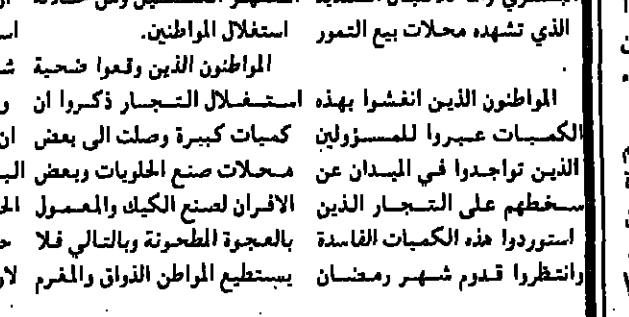 الذي تشهده محلات بيع التمور
المواطنون الذين انغشوا بهذه
الكميات عبروا للمسؤولين
الذين تواجدوا في الميدان عن
سخطهم على التجار الذين
استوردوا هذه الكميات الفاسدة
وانتظروا قدوم شهر رمضان
استغلال المواطنين.
المواطنون الذين وقعوا ضحية
استغلال التجار ذكروا ان
كميات كبيرة وصلت الى بعض
محلات صنع الحلويات وبعض
الافران لصنع الكيك والمعمول
بالعجوة المطحونة وبالتالي فلا
يستطيع المواطن الذواق والمغرم